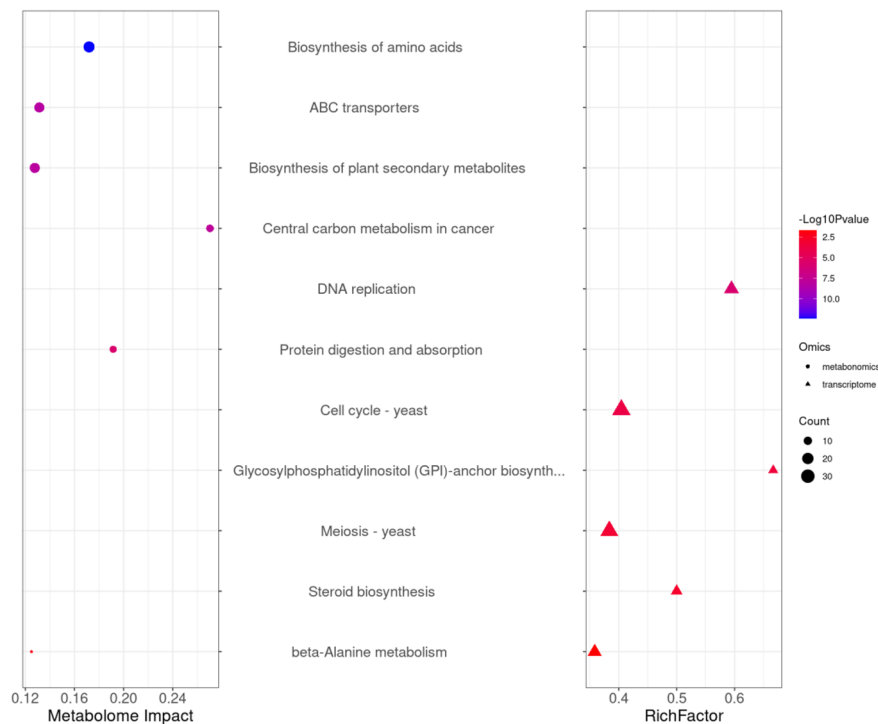 Biosynthesis of amino acids
ABC transporters
Biosynthesis of plant secondary metabolites
Central carbon metabolism in cancer
DNA replication
Protein digestion and absorption
Cell cycle - yeast
Glycosylphosphatidylinositol (GPI)-anchor biosynth...
Meiosis - yeast
Steroid biosynthesis
beta-Alanine metabolism
0.12 0.16 0.20 0.24
Metabolome Impact
0.4 0.5 0.6
RichFactor
-Log10Pvalue
2.5
5.0
7.5
10.0
Omics
metabonomics
transcriptome
Count
10
20
30